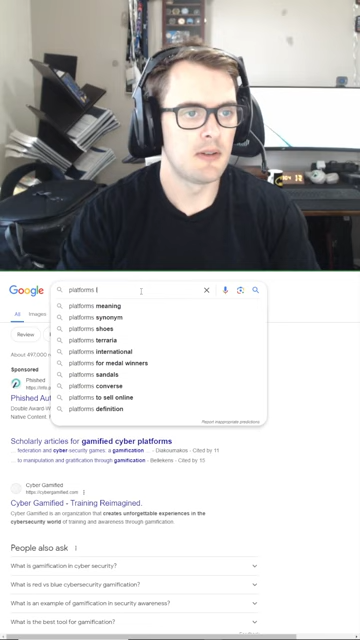 Google
platforms
platforms meaning
platforms synonym
platforms shoes
platforms terraria
platforms international
platforms for medal winners
platforms sandals
platforms converse
platforms to sell online
platforms definition
Report inappropriate predictions
All Images
Review
About 497,000
Sponsored
Phished
Phished Aut
Double Award-W
Native Content.
Scholarly articles for gamified cyber platforms
... federation and cyber security games: a gamification ... - Diakoumakos - Cited by 11
... to manipulation and gratification through gamification - Bellekens - Cited by 15
Cyber Gamified
https://cybergamified.com
Cyber Gamified - Training Reimagined.
Cyber Gamified is an organization that creates unforgettable experiences in the
cybersecurity world of training and awareness through gamification.
People also ask
What is gamification in cyber security?
What is red vs blue cybersecurity gamification?
What is an example of gamification in security awareness?
What is the best tool for gamification?